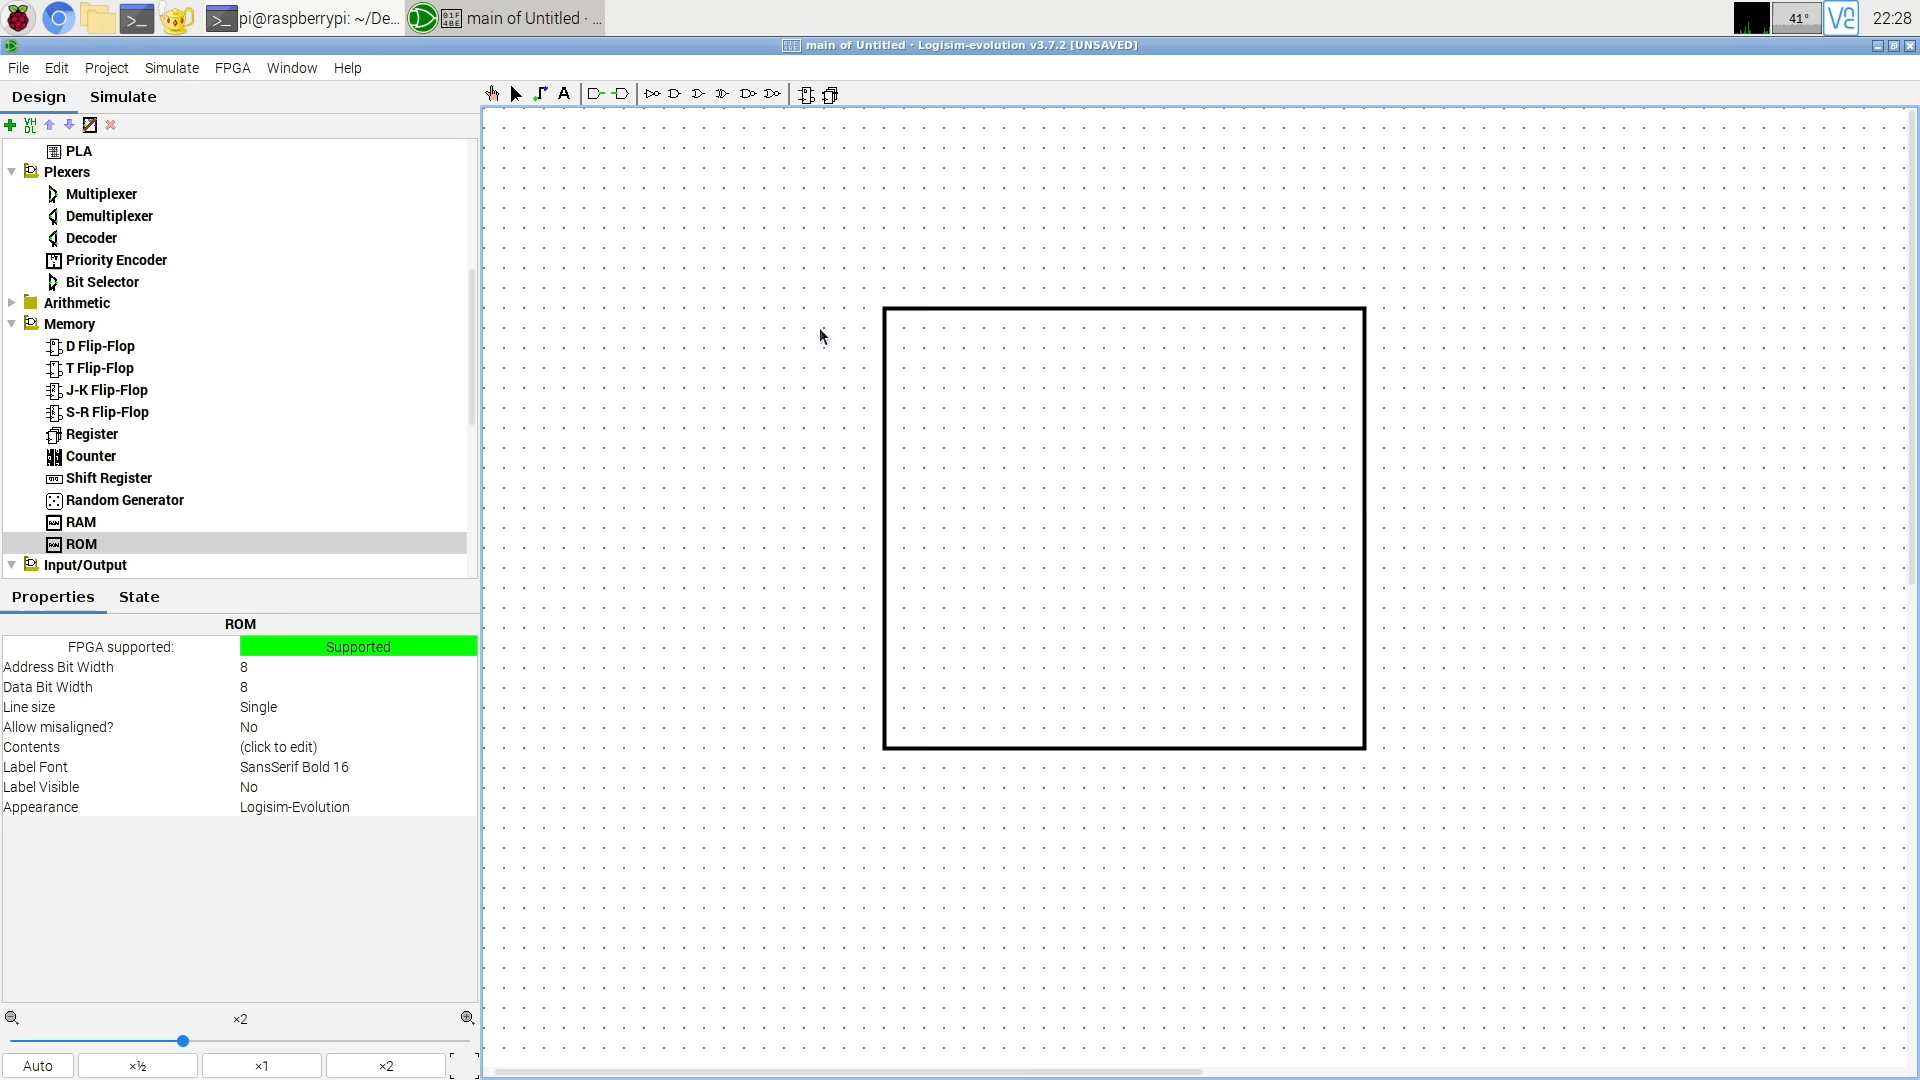 pi@raspberrypi: ~/De...
main of Untitled · ...
41°
22:28
main of Untitled · Logisim-evolution v3.7.2 [UNSAVED]
File Edit Project Simulate FPGA Window Help
Design Simulate
VH
DL
A
PLA
Plexers
Multiplexer
Demultiplexer
Decoder
Priority Encoder
Bit Selector
Arithmetic
Memory
D Flip-Flop
T Flip-Flop
J-K Flip-Flop
S-R Flip-Flop
Register
Counter
Shift Register
Random Generator
RAM
ROM
Input/Output
Properties State
ROM
FPGA supported: Supported
Address Bit Width 8
Data Bit Width 8
Line size Single
Allow misaligned? No
Contents (click to edit)
Label Font SansSerif Bold 16
Label Visible No
Appearance Logisim-Evolution
×2
Auto ×½ ×1 ×2